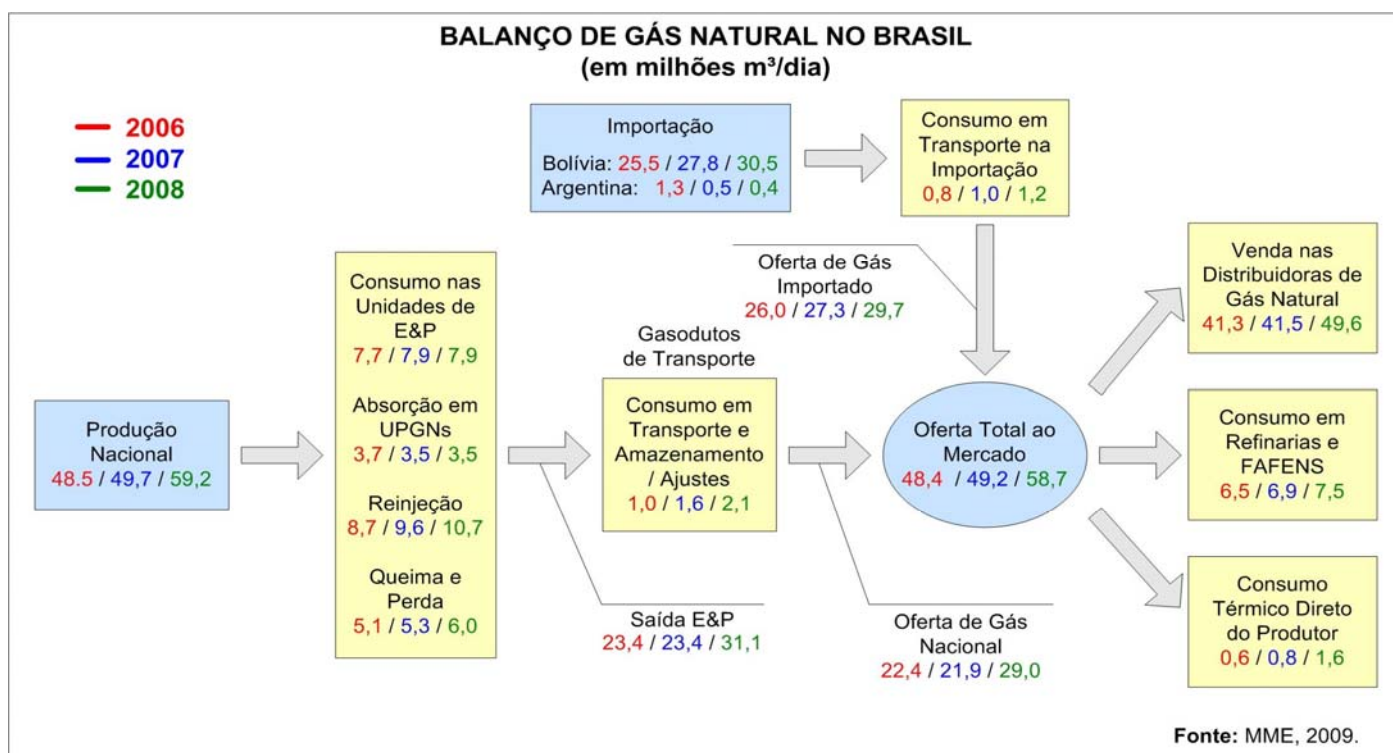 BALANÇO DE GÁS NATURAL NO BRASIL
(em milhões m³/dia)
2006
2007
2008
Importação
Bolívia: 25,5 / 27,8 / 30,5
Argentina: 1,3 / 0,5 / 0,4
Consumo em
Transporte na
Importação
0,8 / 1,0 / 1,2
Oferta de Gás
Importado
26,0 / 27,3 / 29,7
Produção
Nacional
48.5 / 49,7 / 59,2
Consumo nas
Unidades de
E&P
7,7 / 7,9 / 7,9
Absorção em
UPGNs
3,7 / 3,5 / 3,5
Reinjeção
8,7 / 9,6 / 10,7
Queima e
Perda
5,1 / 5,3 / 6,0
Saída E&P
23,4 / 23,4 / 31,1
Gasodutos
de Transporte
Consumo em
Transporte e
Amazenamento
/ Ajustes
1,0 / 1,6 / 2,1
Oferta de Gás
Nacional
22,4 / 21,9 / 29,0
Oferta Total ao
Mercado
48,4 / 49,2 / 58,7
Venda nas
Distribuidoras de
Gás Natural
41,3 / 41,5 / 49,6
Consumo em
Refinarias e
FAFENS
6,5 / 6,9 / 7,5
Consumo
Térmico Direto
do Produtor
0,6 / 0,8 / 1,6
Fonte: MME, 2009.